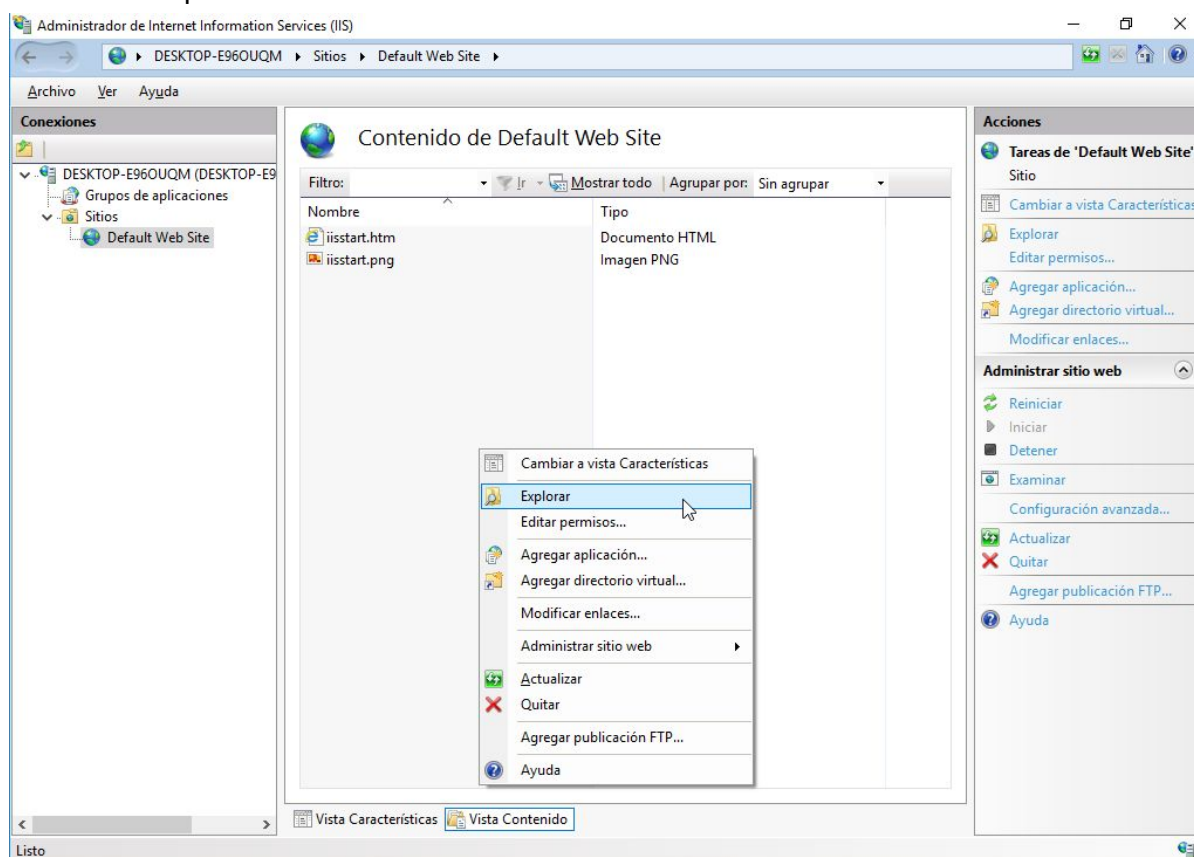 Administrador de Internet Information Services (IIS)
DESKTOP-E96OUQM ▸ Sitios ▸ Default Web Site ▸
Archivo Ver Ayuda
Conexiones
DESKTOP-E96OUQM (DESKTOP-E9
Grupos de aplicaciones
Sitios
Default Web Site
Contenido de Default Web Site
Filtro: Ir Mostrar todo Agrupar por: Sin agrupar
Nombre Tipo
iisstart.htm Documento HTML
iisstart.png Imagen PNG
Cambiar a vista Características
Explorar
Editar permisos...
Agregar aplicación...
Agregar directorio virtual...
Modificar enlaces...
Administrar sitio web
Actualizar
Quitar
Agregar publicación FTP...
Ayuda
Vista Características Vista Contenido
Acciones
Tareas de 'Default Web Site'
Sitio
Cambiar a vista Características
Explorar
Editar permisos...
Agregar aplicación...
Agregar directorio virtual...
Modificar enlaces...
Administrar sitio web
Reiniciar
Iniciar
Detener
Examinar
Configuración avanzada...
Actualizar
Quitar
Agregar publicación FTP...
Ayuda
Listo